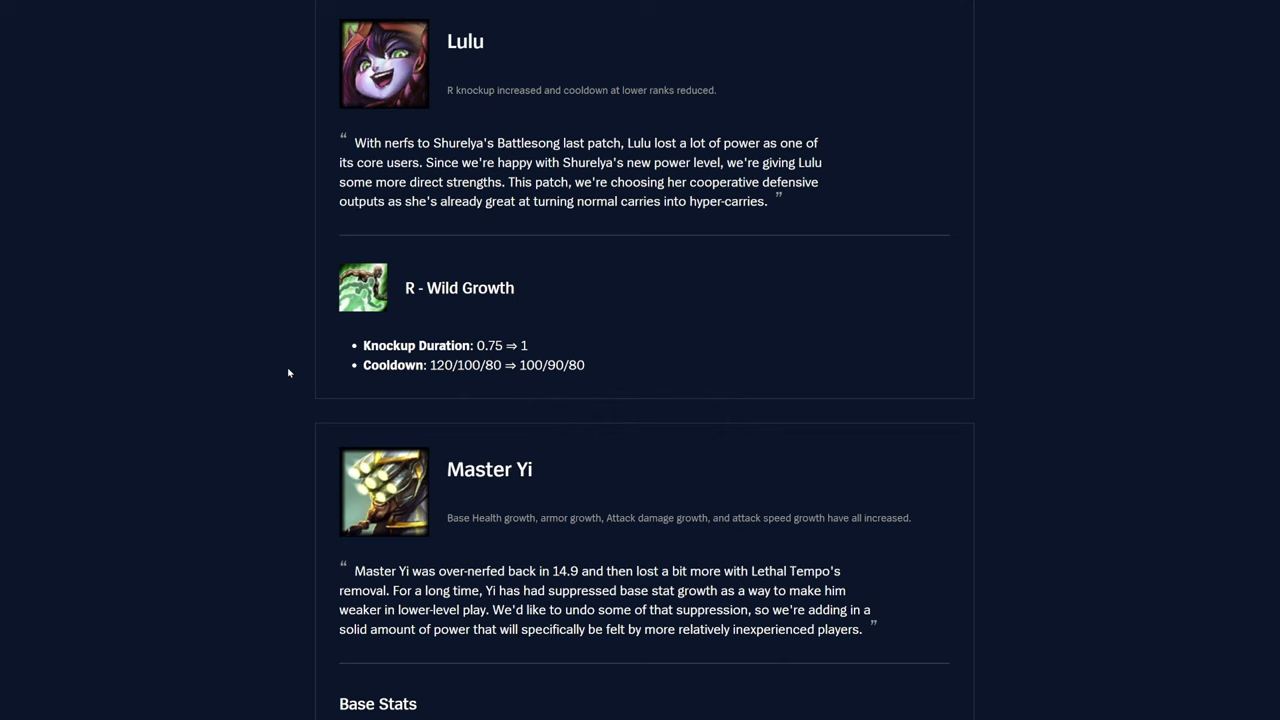 Lulu
R knockup increased and cooldown at lower ranks reduced.
“ With nerfs to Shurelya's Battlesong last patch, Lulu lost a lot of power as one of
its core users. Since we're happy with Shurelya's new power level, we're giving Lulu
some more direct strengths. This patch, we're choosing her cooperative defensive
outputs as she's already great at turning normal carries into hyper-carries. ”
R - Wild Growth
• Knockup Duration: 0.75 ⇒ 1
• Cooldown: 120/100/80 ⇒ 100/90/80
Master Yi
Base Health growth, armor growth, Attack damage growth, and attack speed growth have all increased.
“ Master Yi was over-nerfed back in 14.9 and then lost a bit more with Lethal Tempo's
removal. For a long time, Yi has had suppressed base stat growth as a way to make him
weaker in lower-level play. We'd like to undo some of that suppression, so we're adding in a
solid amount of power that will specifically be felt by more relatively inexperienced players. ”
Base Stats